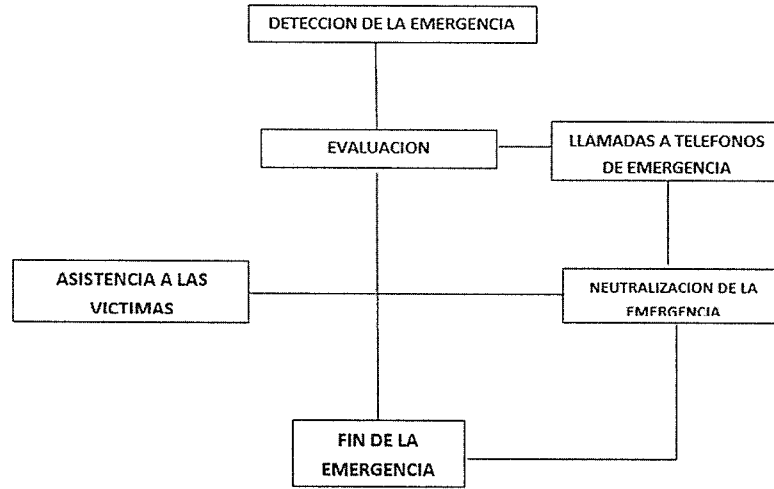 DETECCION DE LA EMERGENCIA
EVALUACION
LLAMADAS A TELEFONOS
DE EMERGENCIA
ASISTENCIA A LAS
VICTIMAS
NEUTRALIZACION DE LA
EMERGENCIA
FIN DE LA
EMERGENCIA